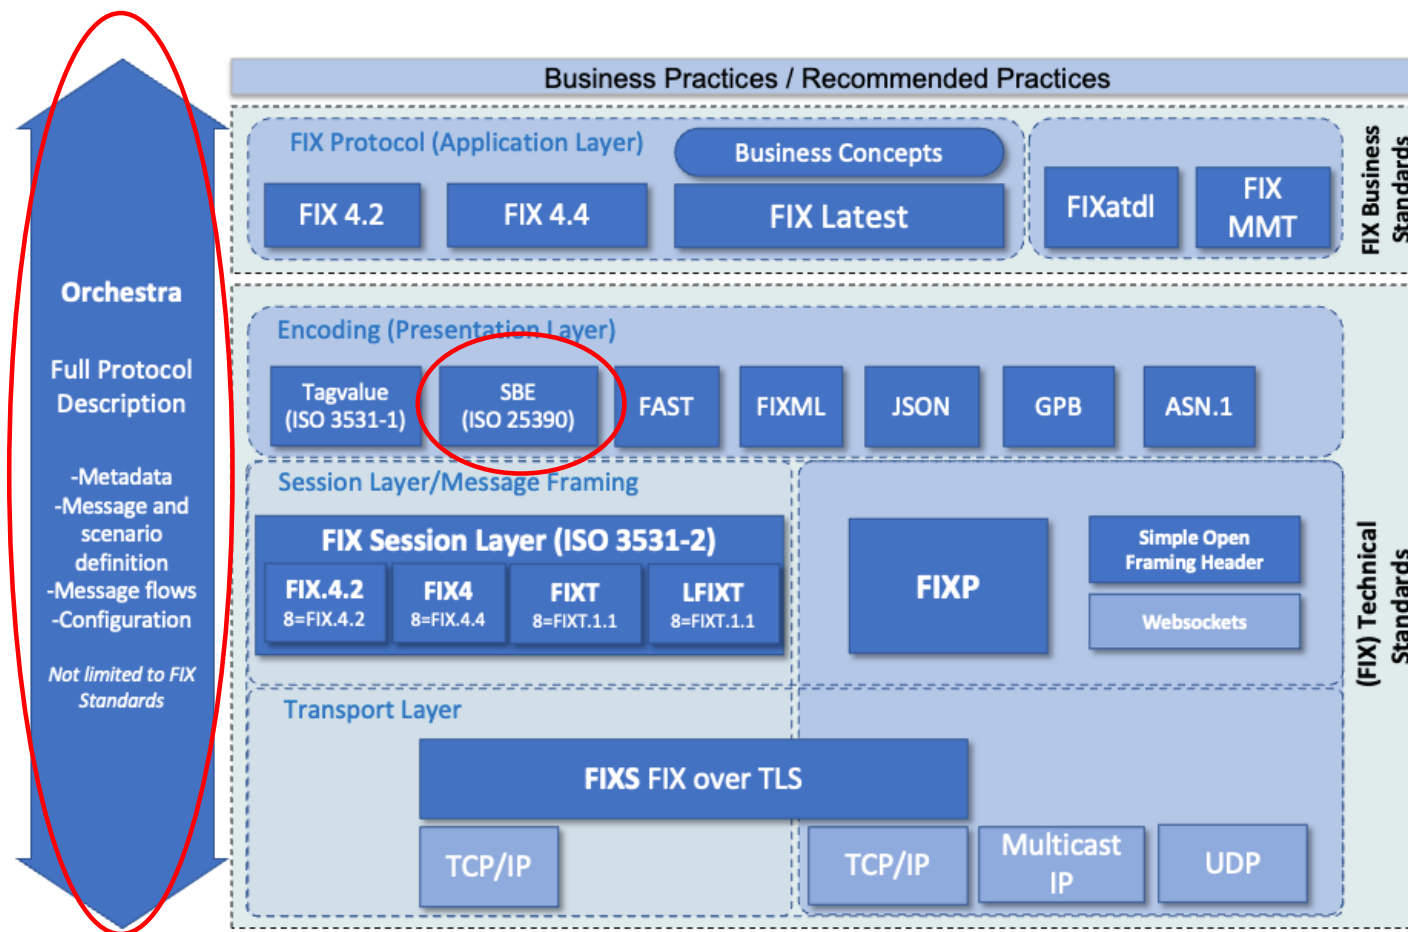 Business Practices / Recommended Practices
Orchestra
Full Protocol
Description
-Metadata
-Message and
scenario
definition
-Message flows
-Configuration
Not limited to FIX
Standards
FIX Protocol (Application Layer)
Business Concepts
FIX 4.2
FIX 4.4
FIX Latest
FIXatdl
FIX
MMT
FIX Business
Standards
Encoding (Presentation Layer)
Tagvalue
(ISO 3531-1)
SBE
(ISO 25390)
FAST
FIXML
JSON
GPB
ASN.1
Session Layer/Message Framing
FIX Session Layer (ISO 3531-2)
FIX.4.2
8=FIX.4.2
FIX4
8=FIX.4.4
FIXT
8=FIXT.1.1
LFIXT
8=FIXT.1.1
FIXP
Simple Open
Framing Header
Websockets
(FIX) Technical
Standards
Transport Layer
FIXS FIX over TLS
TCP/IP
TCP/IP
Multicast
IP
UDP